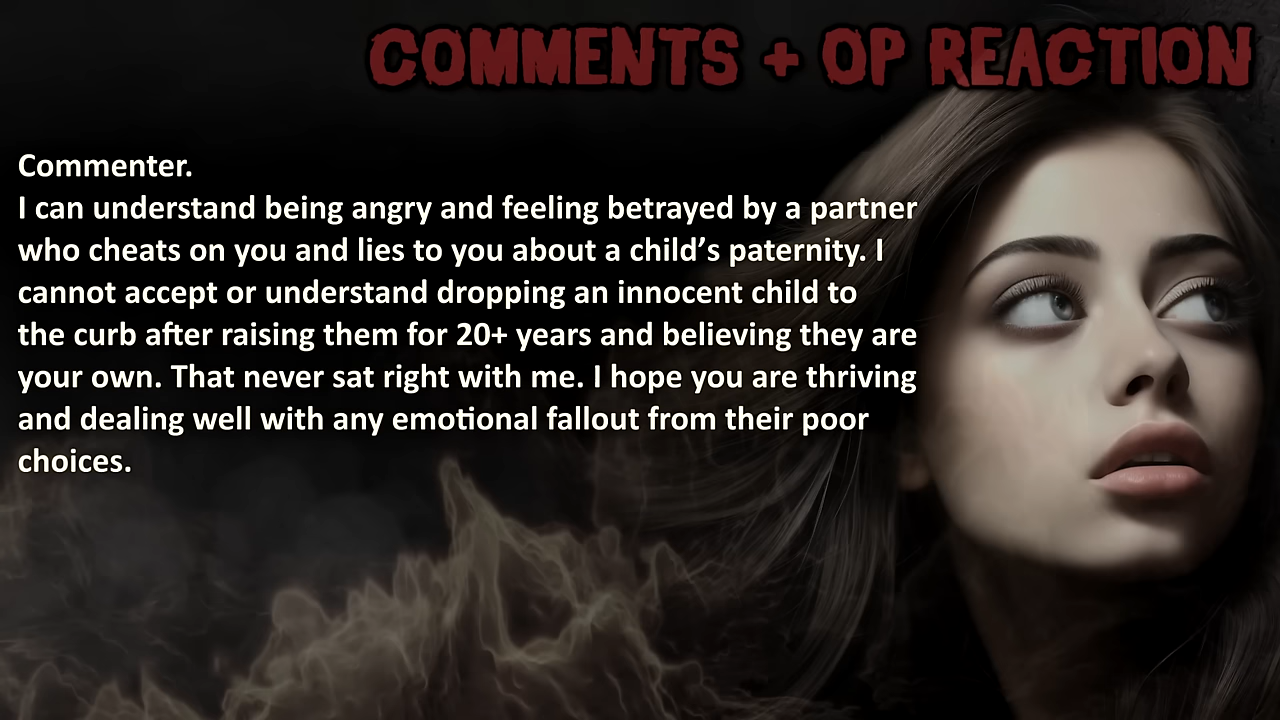 COMMENTS + OP REACTION
Commenter.
I can understand being angry and feeling betrayed by a partner
who cheats on you and lies to you about a child’s paternity. I
cannot accept or understand dropping an innocent child to
the curb after raising them for 20+ years and believing they are
your own. That never sat right with me. I hope you are thriving
and dealing well with any emotional fallout from their poor
choices.